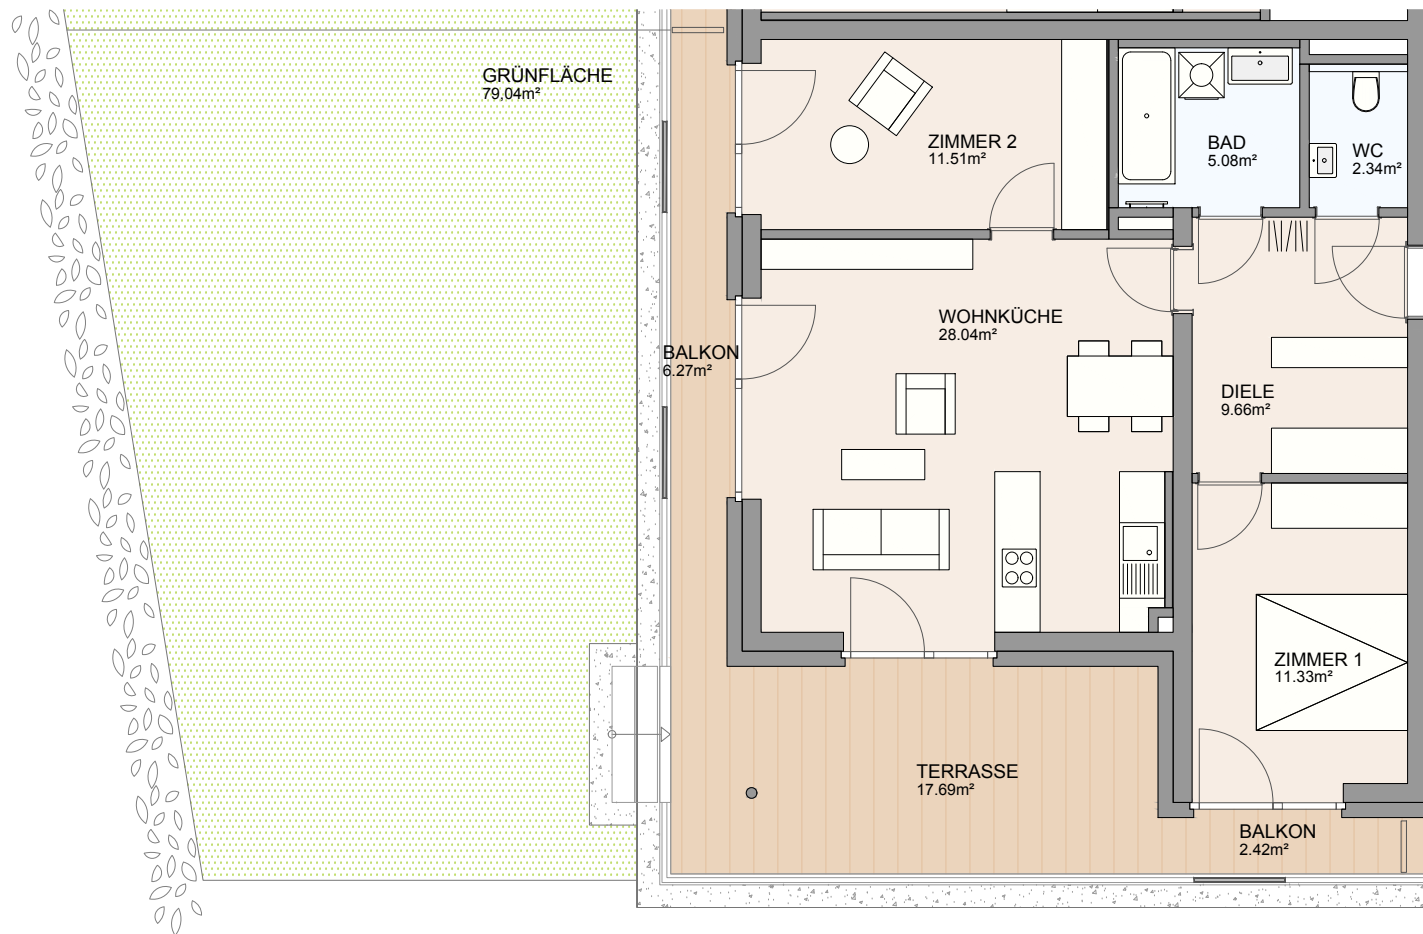 GRÜNFLÄCHE
79,04m²
ZIMMER 2
11.51m²
BAD
5.08m²
WC
2.34m²
WOHNKÜCHE
28.04m²
BALKON
6.27m²
DIELE
9.66m²
ZIMMER 1
11.33m²
TERRASSE
17.69m²
BALKON
2.42m²